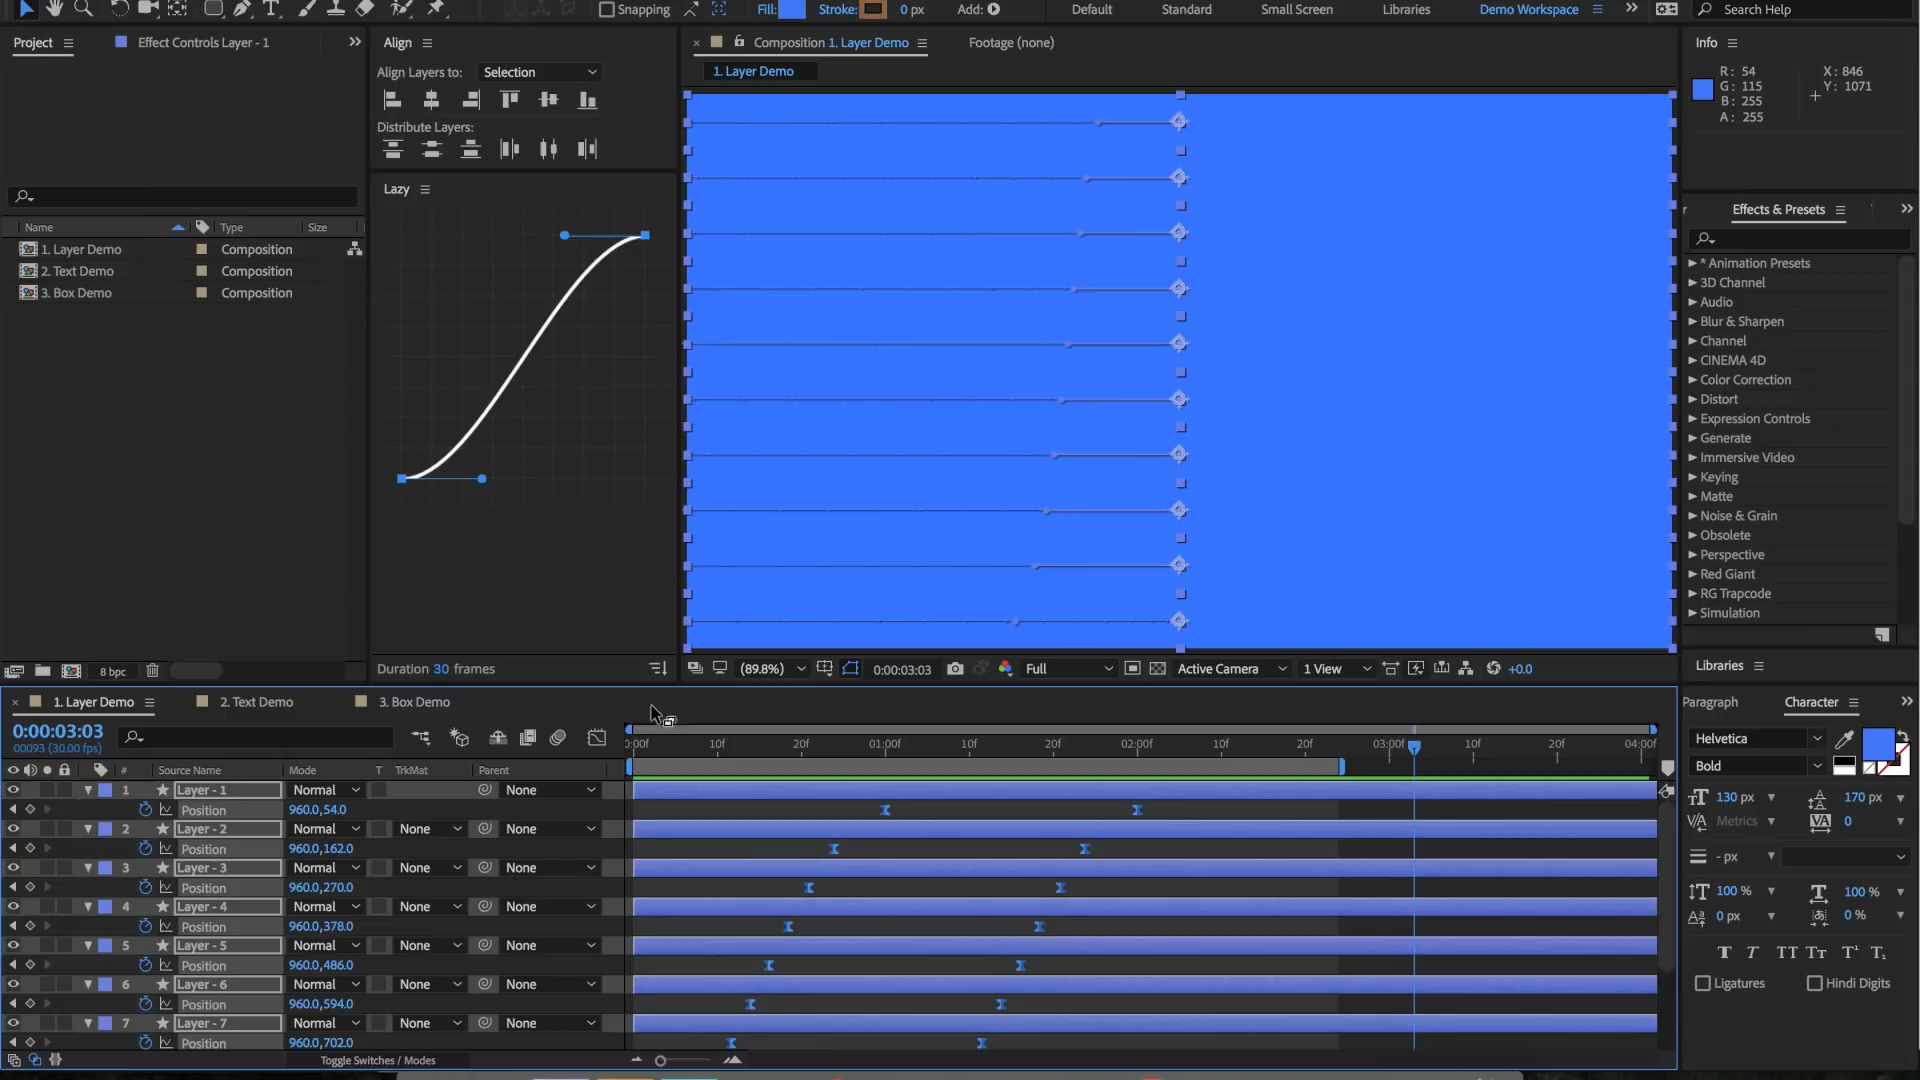 Snapping
Fill:
Stroke:
0 px
Add:
Default
Standard
Small Screen
Libraries
Demo Workspace
Search Help
Project
Effect Controls Layer - 1
Align
Composition 1. Layer Demo
Footage (none)
Info
Align Layers to:
Selection
1. Layer Demo
R: 54
G: 115
B: 255
A: 255
X: 846
Y: 1071
Distribute Layers:
Lazy
Name
Type
Size
1. Layer Demo
Composition
2. Text Demo
Composition
3. Box Demo
Composition
Effects & Presets
* Animation Presets
3D Channel
Audio
Blur & Sharpen
Channel
CINEMA 4D
Color Correction
Distort
Expression Controls
Generate
Immersive Video
Keying
Matte
Noise & Grain
Obsolete
Perspective
Red Giant
RG Trapcode
Simulation
8 bpc
Duration 30 frames
(89.8%)
0:00:03:03
Full
Active Camera
1 View
+0.0
Libraries
1. Layer Demo
2. Text Demo
3. Box Demo
Paragraph
Character
0:00:03:03
00093 (30.00 fps)
0:00f
10f
20f
01:00f
10f
20f
02:00f
10f
20f
03:00f
10f
20f
04:00f
#
Source Name
Mode
T
TrkMat
Parent
1
Layer - 1
Normal
None
Position
960.0,54.0
2
Layer - 2
Normal
None
None
Position
960.0,162.0
3
Layer - 3
Normal
None
None
Position
960.0,270.0
4
Layer - 4
Normal
None
None
Position
960.0,378.0
5
Layer - 5
Normal
None
None
Position
960.0,486.0
6
Layer - 6
Normal
None
None
Position
960.0,594.0
7
Layer - 7
Normal
None
None
Position
960.0,702.0
Toggle Switches / Modes
Helvetica
Bold
130 px
170 px
Metrics
0
- px
100 %
100 %
0 px
0 %
Ligatures
Hindi Digits